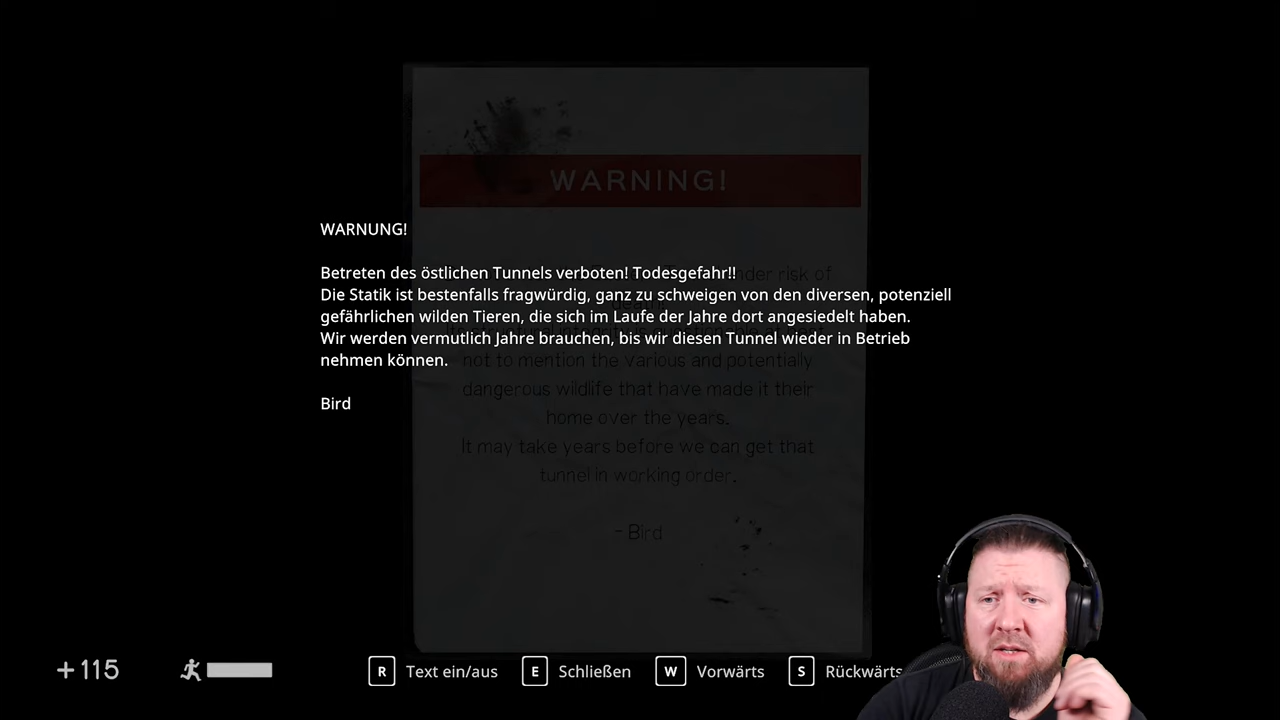 WARNING!
WARNUNG!
Betreten des östlichen Tunnels verboten! Todesgefahr!!
nder risk of
Die Statik ist bestenfalls fragwürdig, ganz zu schweigen von den diversen, potenziell
gefährlichen wilden Tieren, die sich im Laufe der Jahre dort angesiedelt haben.
Wir werden vermutlich Jahre brauchen, bis wir diesen Tunnel wieder in Betrieb
nehmen können.
not to mention the various and potentially
dangerous wildlife that have made it their
Bird
home over the years.
It may take years before we can get that
tunnel in working order.
- Bird
+115
R Text ein/aus E Schließen W Vorwärts S Rückwärts